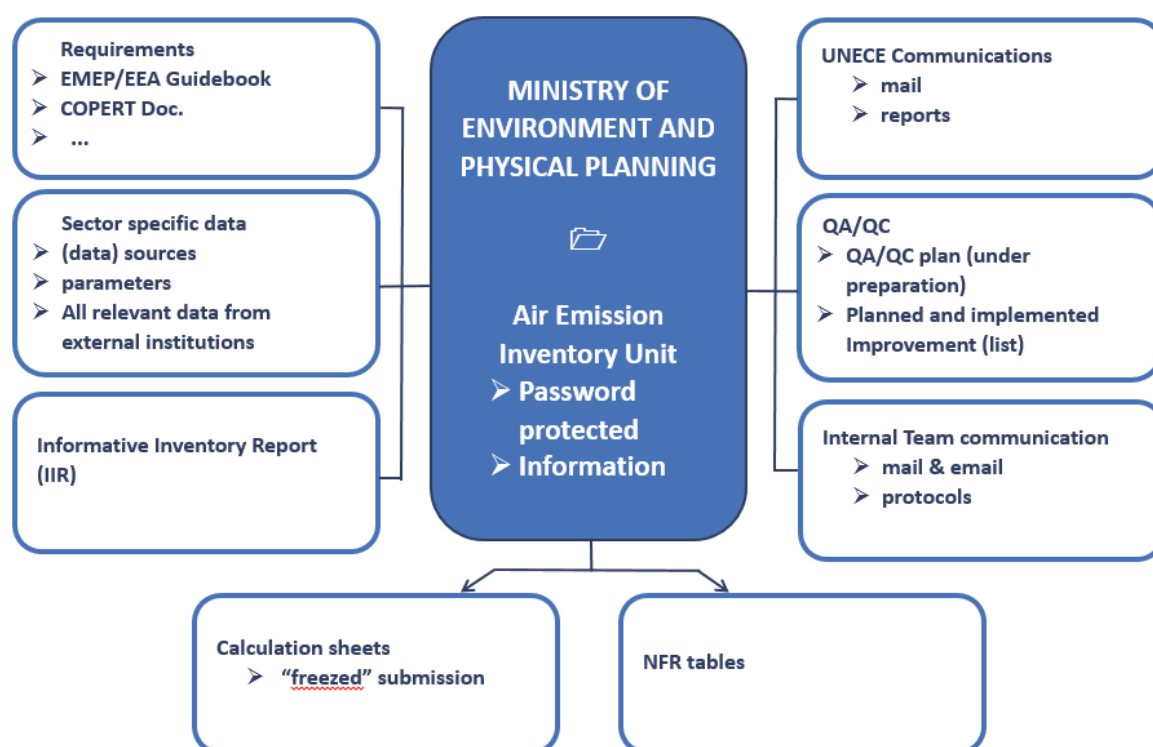 Requirements
➢ EMEP/EEA Guidebook
➢ COPERT Doc.
➢ ...
Sector specific data
➢ (data) sources
➢ parameters
➢ All relevant data from
external institutions
Informative Inventory Report
(IIR)
MINISTRY OF
ENVIRONMENT AND
PHYSICAL PLANNING
Air Emission
Inventory Unit
➢ Password
protected
➢ Information
UNECE Communications
➢ mail
➢ reports
QA/QC
➢ QA/QC plan (under
preparation)
➢ Planned and implemented
Improvement (list)
Internal Team communication
➢ mail & email
➢ protocols
Calculation sheets
➢ “freezed” submission
NFR tables